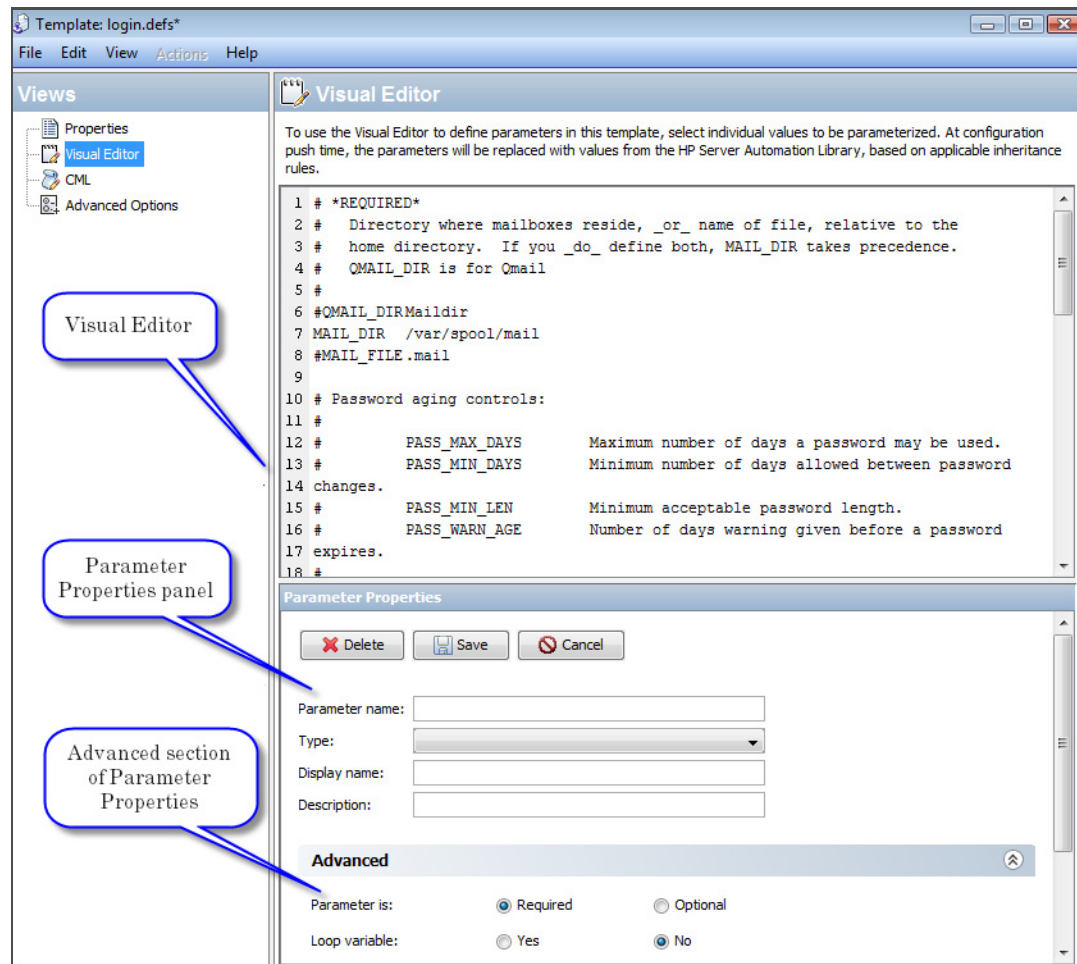 Template: login.defs*
File Edit View Actions Help
Views
Properties
Visual Editor
CML
Advanced Options
Visual Editor
Parameter
Properties panel
Advanced section
of Parameter
Properties
Visual Editor
To use the Visual Editor to define parameters in this template, select individual values to be parameterized. At configuration
push time, the parameters will be replaced with values from the HP Server Automation Library, based on applicable inheritance
rules.
1 # *REQUIRED*
2 #   Directory where mailboxes reside, _or_ name of file, relative to the
3 #   home directory.  If you _do_ define both, MAIL_DIR takes precedence.
4 #   QMAIL_DIR is for Qmail
5 #
6 #QMAIL_DIRMaildir
7 MAIL_DIR  /var/spool/mail
8 #MAIL_FILE.mail
9
10 # Password aging controls:
11 #
12 #       PASS_MAX_DAYS       Maximum number of days a password may be used.
13 #       PASS_MIN_DAYS       Minimum number of days allowed between password
14 changes.
15 #       PASS_MIN_LEN        Minimum acceptable password length.
16 #       PASS_WARN_AGE       Number of days warning given before a password
17 expires.
18 #
Parameter Properties
Delete Save Cancel
Parameter name:
Type:
Display name:
Description:
Advanced
Parameter is: Required Optional
Loop variable: Yes No